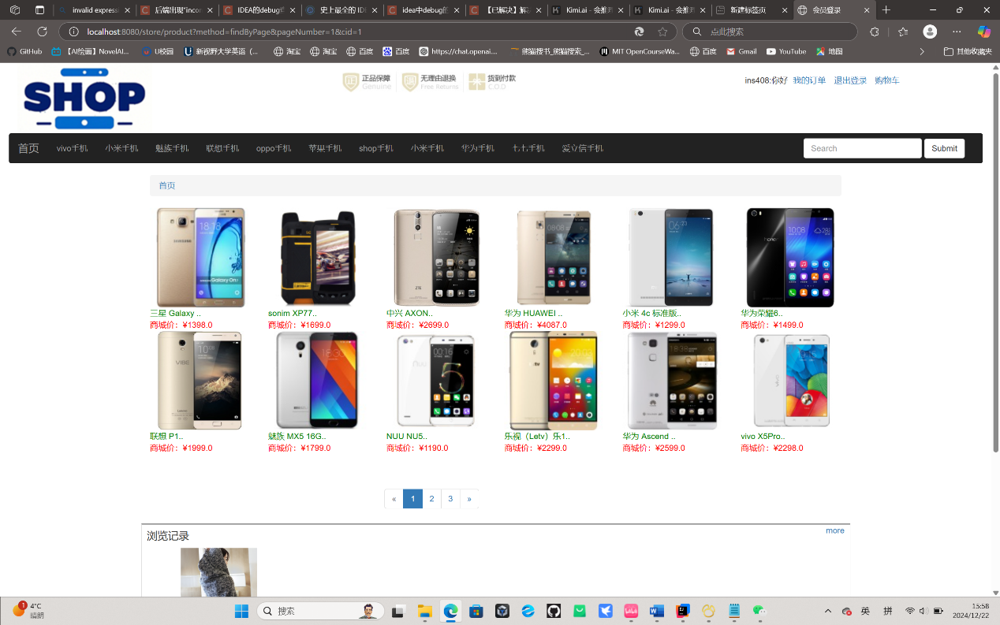 invalid express
后端出现"incor
IDEA的debug的
史上最全的 IDE
idea中debug的
【已解决】解
Kimi.ai - 会推理
Kimi.ai - 会推理
新建标签页
会员登录
localhost:8080/store/product?method=findByPage&pageNumber=1&cid=1
点此搜索
GitHub
【AI绘画】NovelAI...
U校园
新视野大学英语（...
淘宝
淘宝
百度
百度
https://chat.openai....
熊猫搜书_熊猫搜索_...
MIT OpenCourseWa...
百度
Gmail
YouTube
地图
其他收藏夹
SHOP
正品保障
Genuine
无理由退换
Free Returns
货到付款
C.O.D
ins408:你好 我的订单 退出登录 购物车
首页 vivo手机 小米手机 魅族手机 联想手机 oppo手机 苹果手机 shop手机 小米手机 华为手机 七七手机 爱立信手机
Search Submit
首页
三星 Galaxy .. sonim XP77.. 中兴 AXON.. 华为 HUAWEI .. 小米 4c 标准版.. 华为荣耀6..
商城价：¥1398.0 商城价：¥1699.0 商城价：¥2699.0 商城价：¥4087.0 商城价：¥1299.0 商城价：¥1499.0
联想 P1.. 魅族 MX5 16G.. NUU NU5.. 乐视（Letv）乐1.. 华为 Ascend .. vivo X5Pro..
商城价：¥1999.0 商城价：¥1799.0 商城价：¥1190.0 商城价：¥2299.0 商城价：¥2599.0 商城价：¥2298.0
« 1 2 3 »
浏览记录 more
1
4°C
晴朗
搜索
英 拼
15:58
2024/12/22